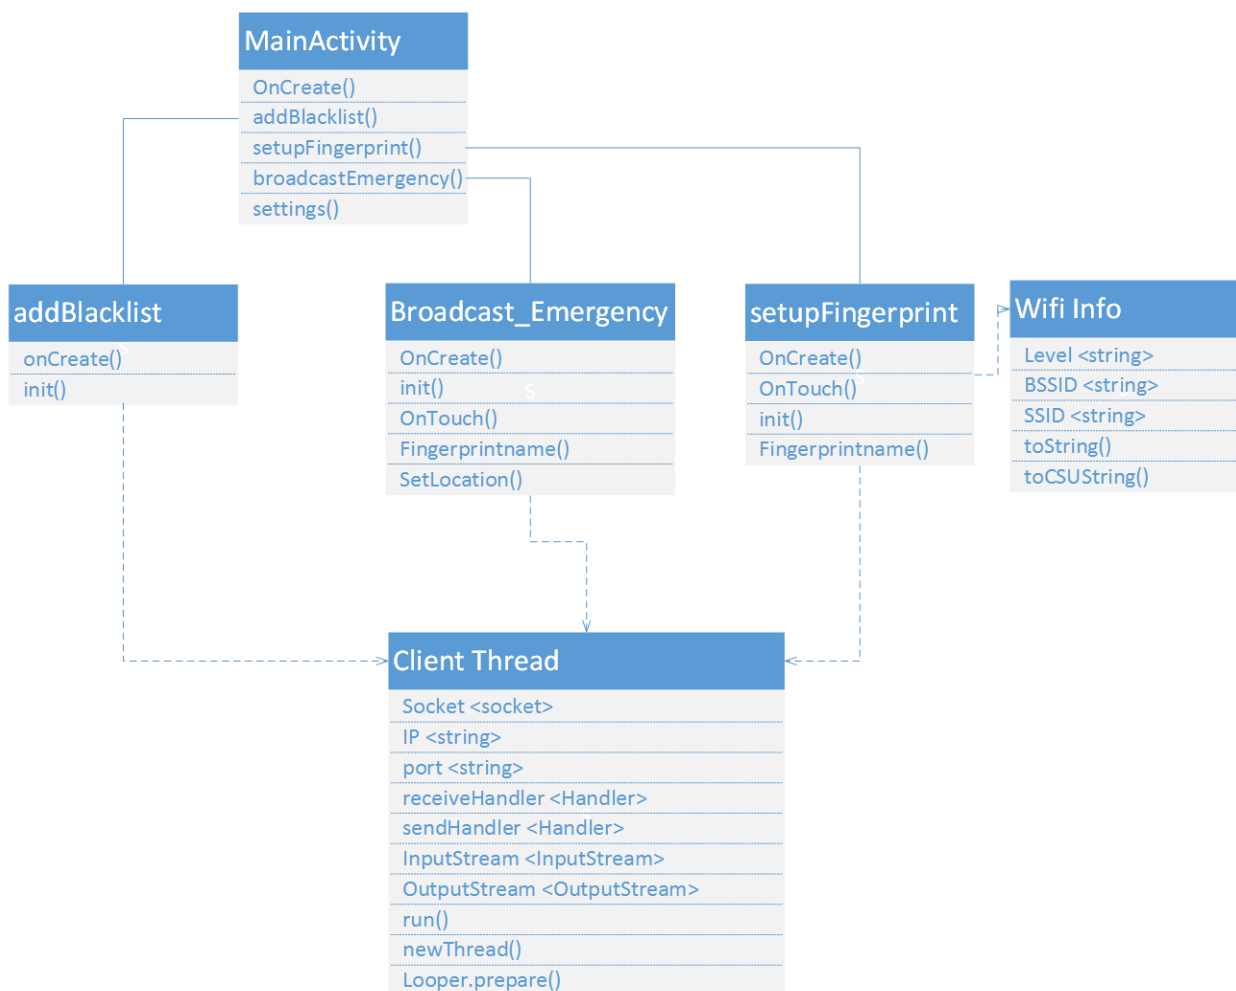 MainActivity
OnCreate()
addBlacklist()
setupFingerprint()
broadcastEmergency()
settings()
addBlacklist
onCreate()
init()
Broadcast_Emergency
OnCreate()
init()
OnTouch()
Fingerprintname()
SetLocation()
setupFingerprint
OnCreate()
OnTouch()
init()
Fingerprintname()
Wifi Info
Level <string>
BSSID <string>
SSID <string>
toString()
toCSUString()
Client Thread
Socket <socket>
IP <string>
port <string>
receiveHandler <Handler>
sendHandler <Handler>
InputStream <InputStream>
OutputStream <OutputStream>
run()
newThread()
Looper.prepare()